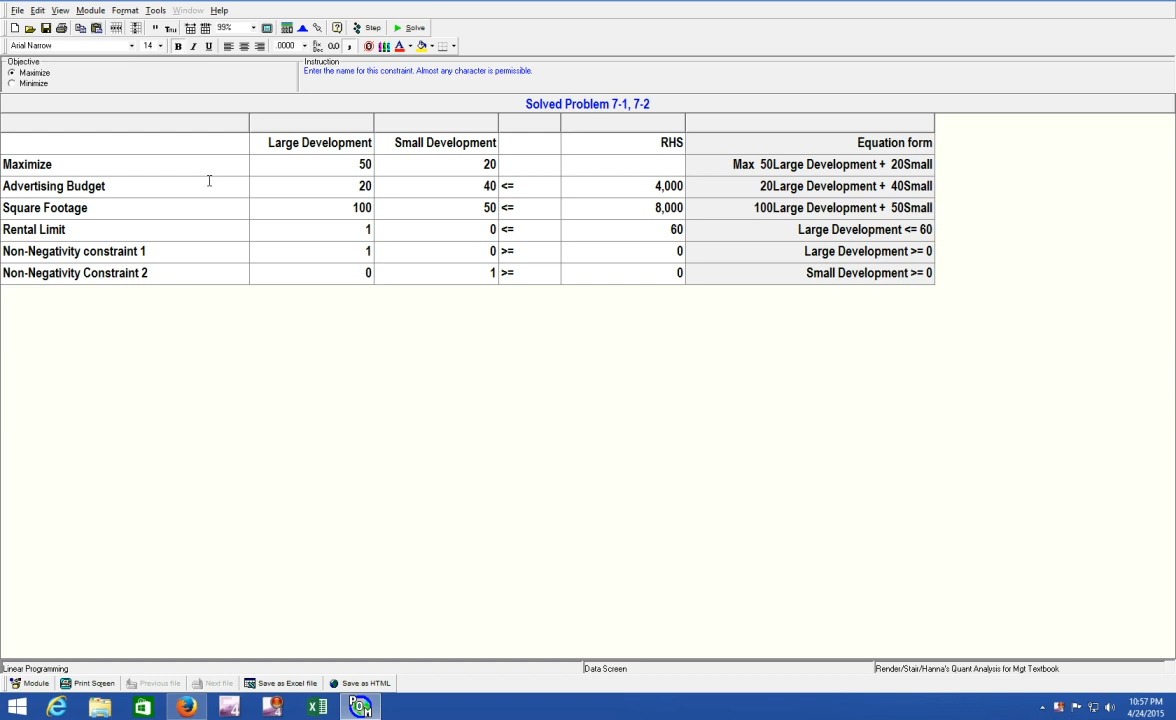 File Edit View Module Format Tools Window Help
99% Step Solve
Arial Narrow 14 B I U .0000 0.0 ,
Objective
Maximize
Minimize
Instruction
Enter the name for this constraint. Almost any character is permissible.
Solved Problem 7-1, 7-2
Large Development Small Development RHS Equation form
Maximize 50 20 Max 50Large Development + 20Small
Advertising Budget 20 40 <= 4,000 20Large Development + 40Small
Square Footage 100 50 <= 8,000 100Large Development + 50Small
Rental Limit 1 0 <= 60 Large Development <= 60
Non-Negativity constraint 1 1 0 >= 0 Large Development >= 0
Non-Negativity Constraint 2 0 1 >= 0 Small Development >= 0
Linear Programming Data Screen Render/Stair/Hanna's Quant Analysis for Mgt Textbook
Module Print Screen Previous file Next file Save as Excel file Save as HTML
10:57 PM
4/24/2015